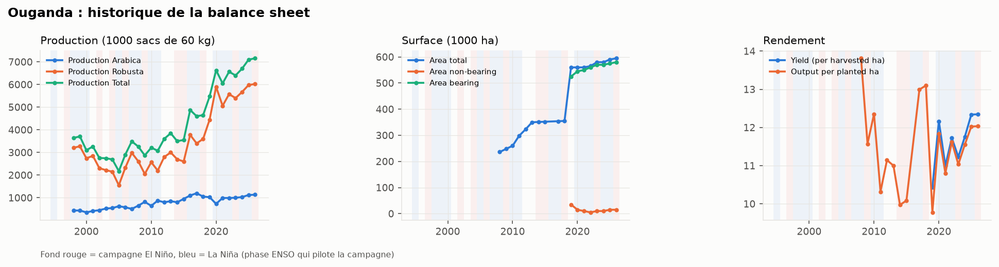 Ouganda : historique de la balance sheet
Production (1000 sacs de 60 kg)
Production Arabica
Production Robusta
Production Total
7000
6000
5000
4000
3000
2000
1000
2000
2010
2020
Surface (1000 ha)
Area total
Area non-bearing
Area bearing
600
500
400
300
200
100
0
2000
2010
2020
Rendement
Yield (per harvested ha)
Output per planted ha
14
13
12
11
10
2000
2010
2020
Fond rouge = campagne El Niño, bleu = La Niña (phase ENSO qui pilote la campagne)